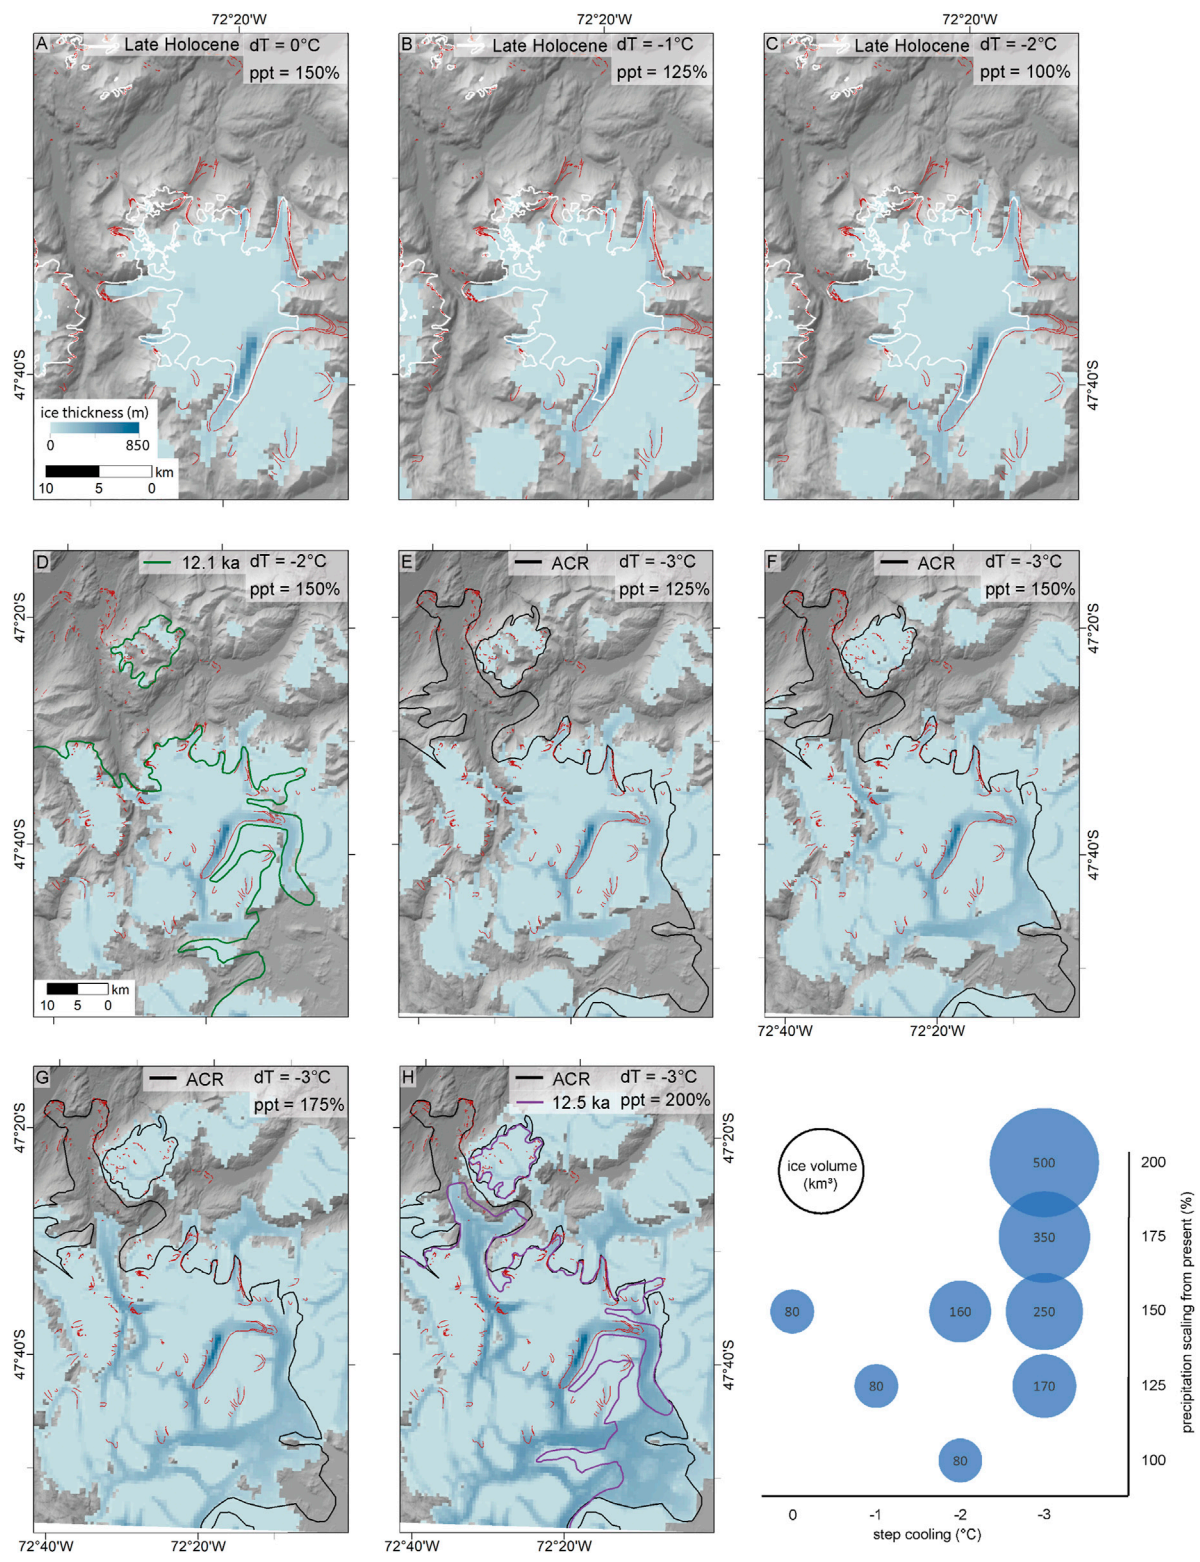 72°20'W
72°20'W
72°20'W
A
Late Holocene
dT = 0°C
ppt = 150%
B
Late Holocene
dT = -1°C
ppt = 125%
C
Late Holocene
dT = -2°C
ppt = 100%
47°40'S
47°40'S
ice thickness (m)
0 850
km
10 5 0
D
12.1 ka
dT = -2°C
ppt = 150%
E
ACR
dT = -3°C
ppt = 125%
F
ACR
dT = -3°C
ppt = 150%
47°20'S
47°20'S
47°40'S
47°40'S
km
10 5 0
72°40'W
72°20'W
G
ACR
dT = -3°C
ppt = 175%
H
ACR
dT = -3°C
12.5 ka
ppt = 200%
47°20'S
47°20'S
47°40'S
47°40'S
72°40'W
72°20'W
72°40'W
72°20'W
ice volume
(km³)
500
350
80
160
250
80
170
80
200
175
150
125
100
precipitation scaling from present (%)
0
-1
-2
-3
step cooling (°C)